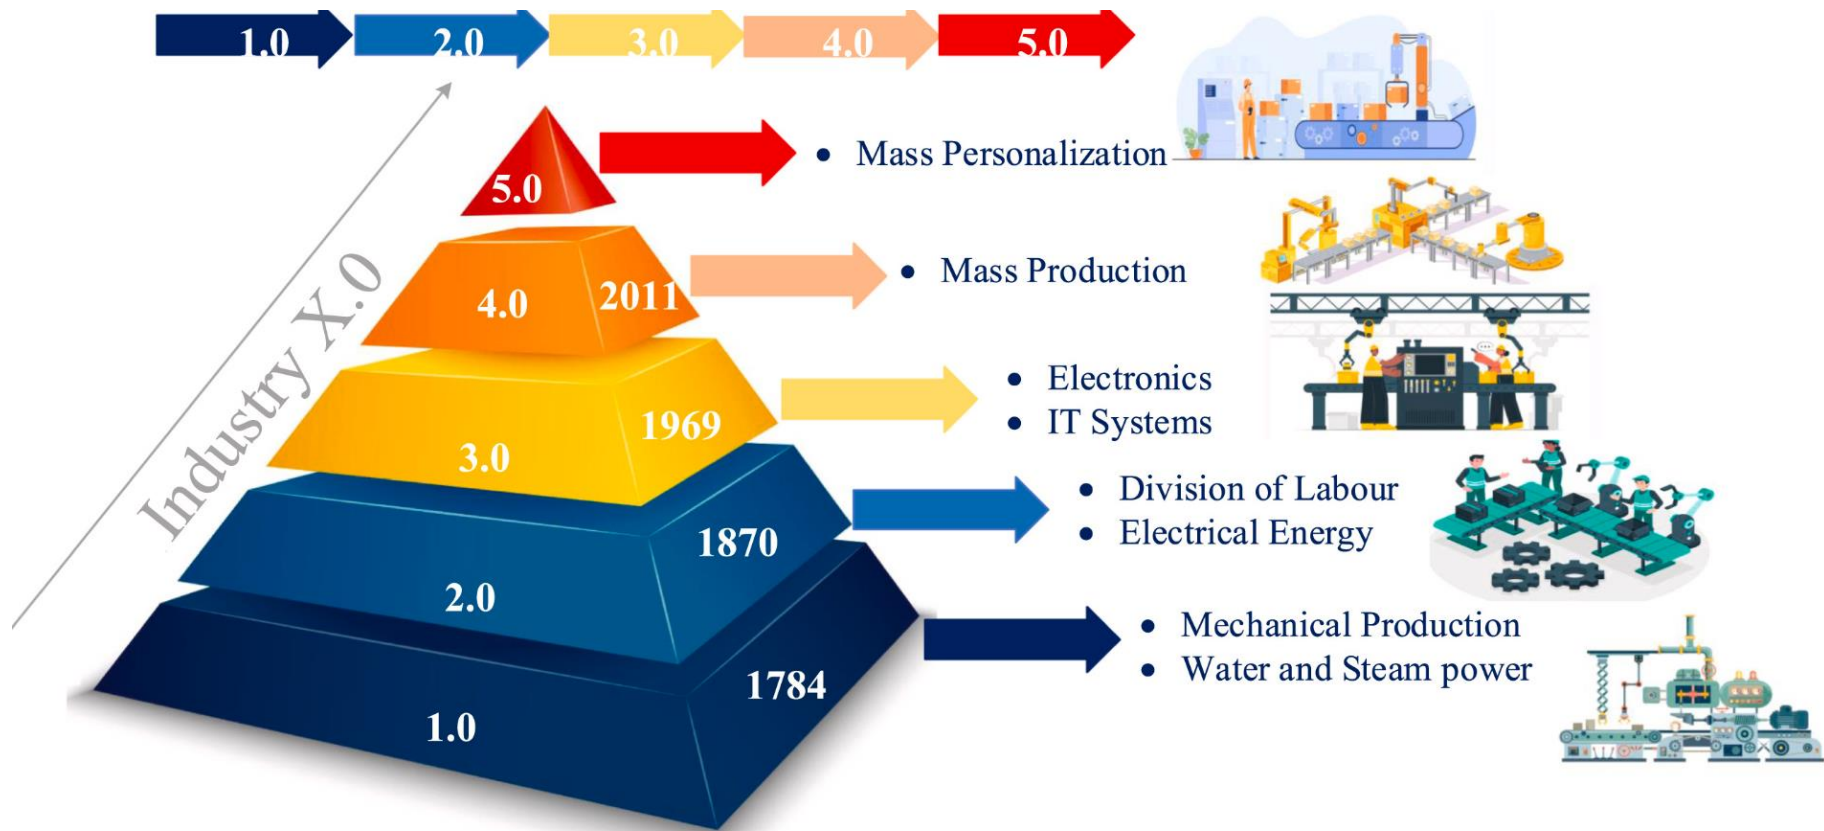 1.0 2.0 3.0 4.0 5.0
Industry X.0
5.0
• Mass Personalization
4.0 2011
• Mass Production
3.0 1969
• Electronics
• IT Systems
2.0 1870
• Division of Labour
• Electrical Energy
1.0 1784
• Mechanical Production
• Water and Steam power